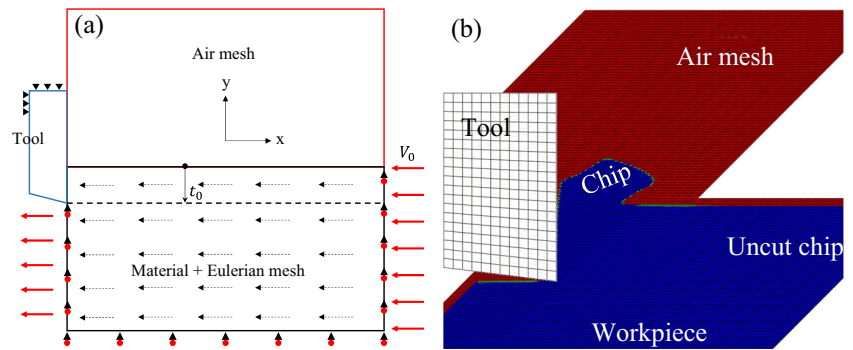 (a)
Air mesh
y
x
Tool
V₀
t₀
Material + Eulerian mesh
(b)
Air mesh
Tool
Chip
Uncut chip
Workpiece